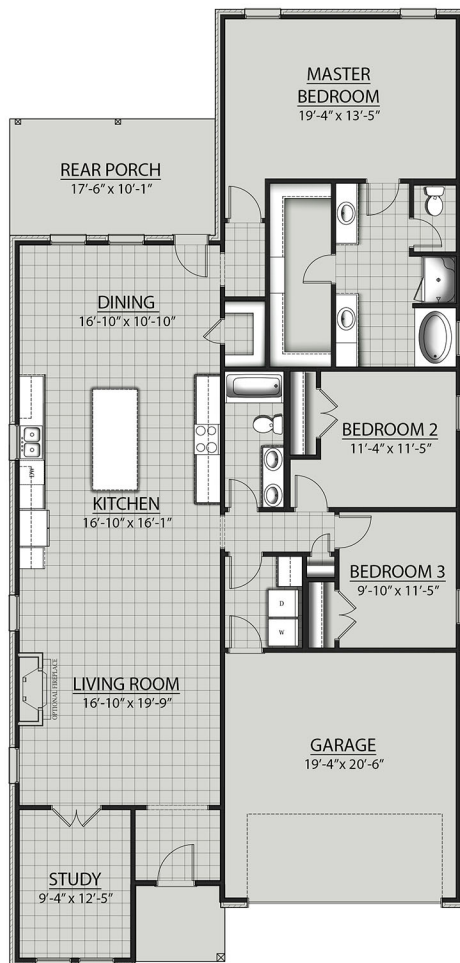 MASTER
BEDROOM
19'-4" x 13'-5"
REAR PORCH
17'-6" x 10'-1"
DINING
16'-10" x 10'-10"
BEDROOM 2
11'-4" x 11'-5"
KITCHEN
16'-10" x 16'-1"
DW
BEDROOM 3
9'-10" x 11'-5"
D
W
LIVING ROOM
16'-10" x 19'-9"
OPTIONAL FIREPLACE
GARAGE
19'-4" x 20'-6"
STUDY
9'-4" x 12'-5"